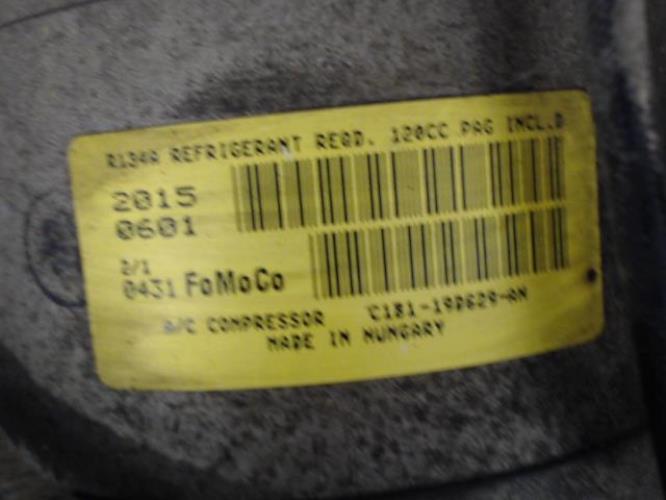 R134A REFRIGERANT REQD. 120CC PAG INCL.D
2015
0601
2/1
0431 FoMoCo
A/C COMPRESSOR C1B1-19D629-AN
MADE IN HUNGARY